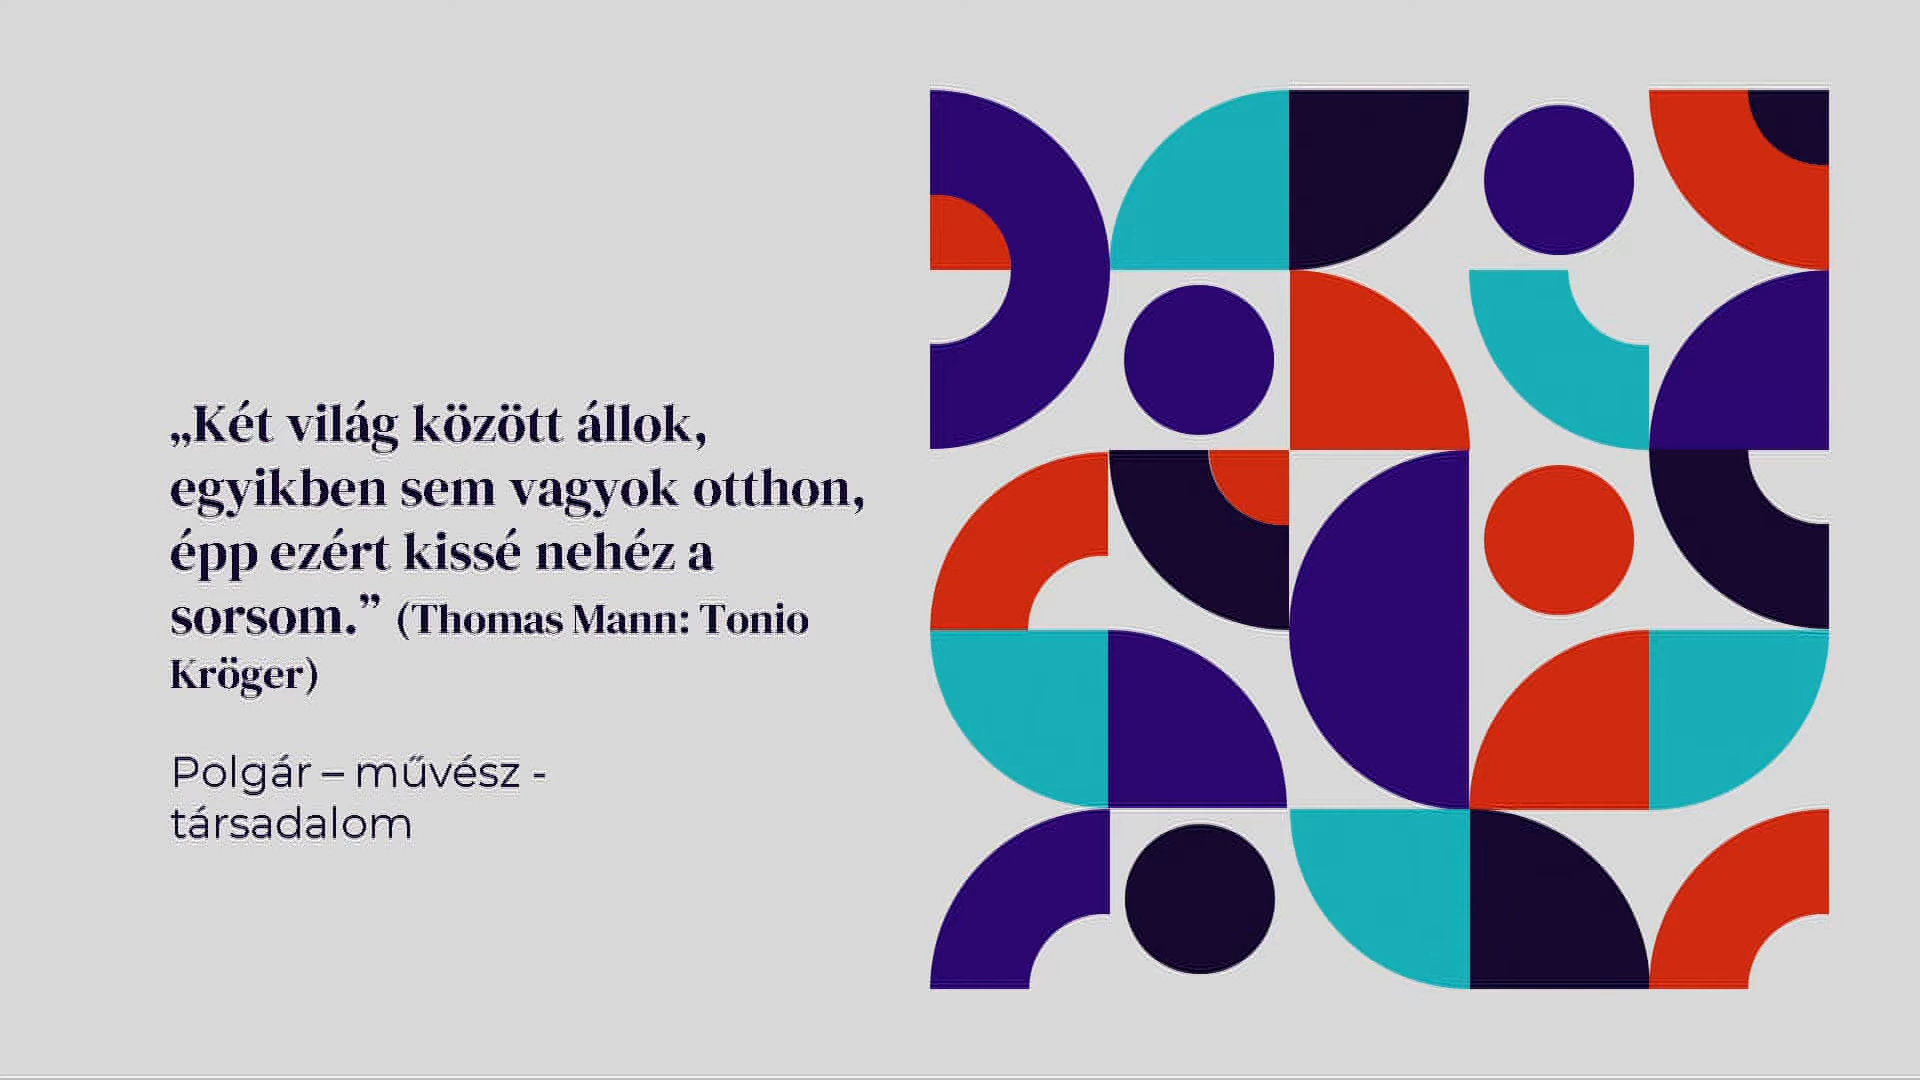 „Két világ között állok,
egyikben sem vagyok otthon,
épp ezért kissé nehéz a
sorsom.” (Thomas Mann: Tonio
Kröger)
Polgár – művész -
társadalom